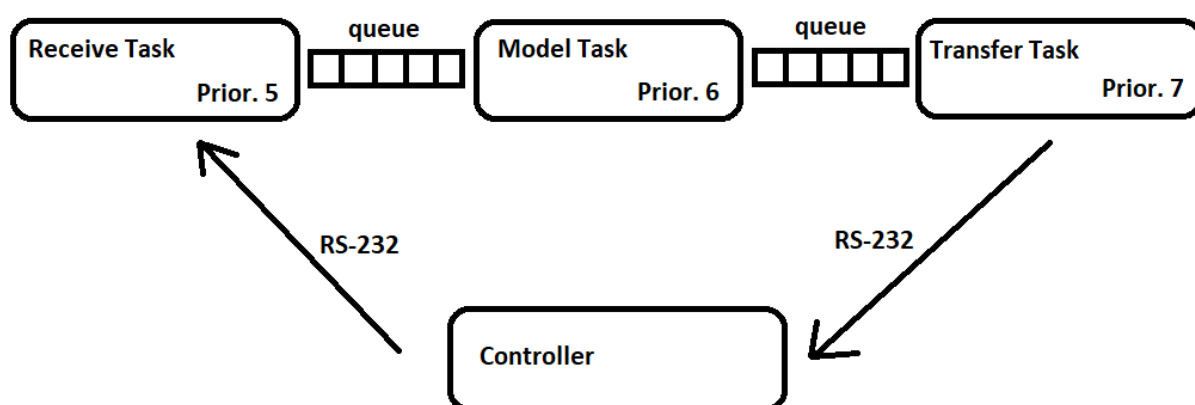 queue
queue
Receive Task
Prior. 5
Model Task
Prior. 6
Transfer Task
Prior. 7
RS-232
RS-232
Controller